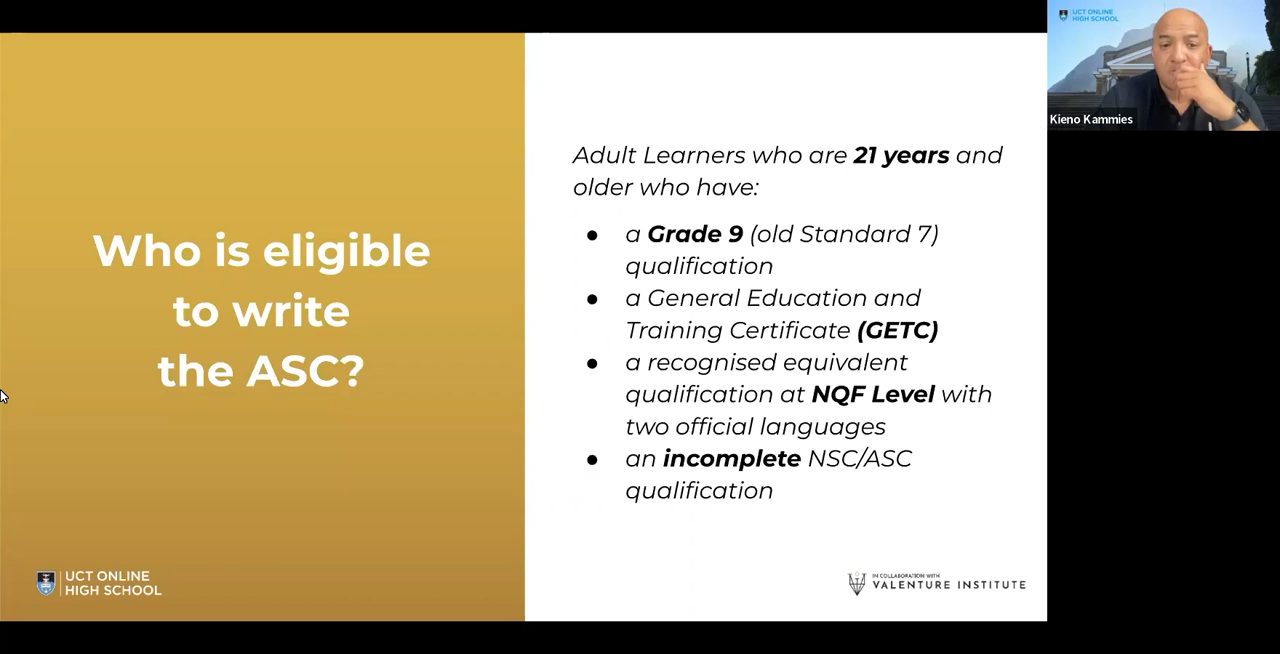 Who is eligible
to write
the ASC?
Adult Learners who are 21 years and
older who have:
● a Grade 9 (old Standard 7)
qualification
● a General Education and
Training Certificate (GETC)
● a recognised equivalent
qualification at NQF Level with
two official languages
● an incomplete NSC/ASC
qualification
UCT ONLINE
HIGH SCHOOL
IN COLLABORATION WITH
VALENTURE INSTITUTE
UCT ONLINE
HIGH SCHOOL
Kieno Kammies